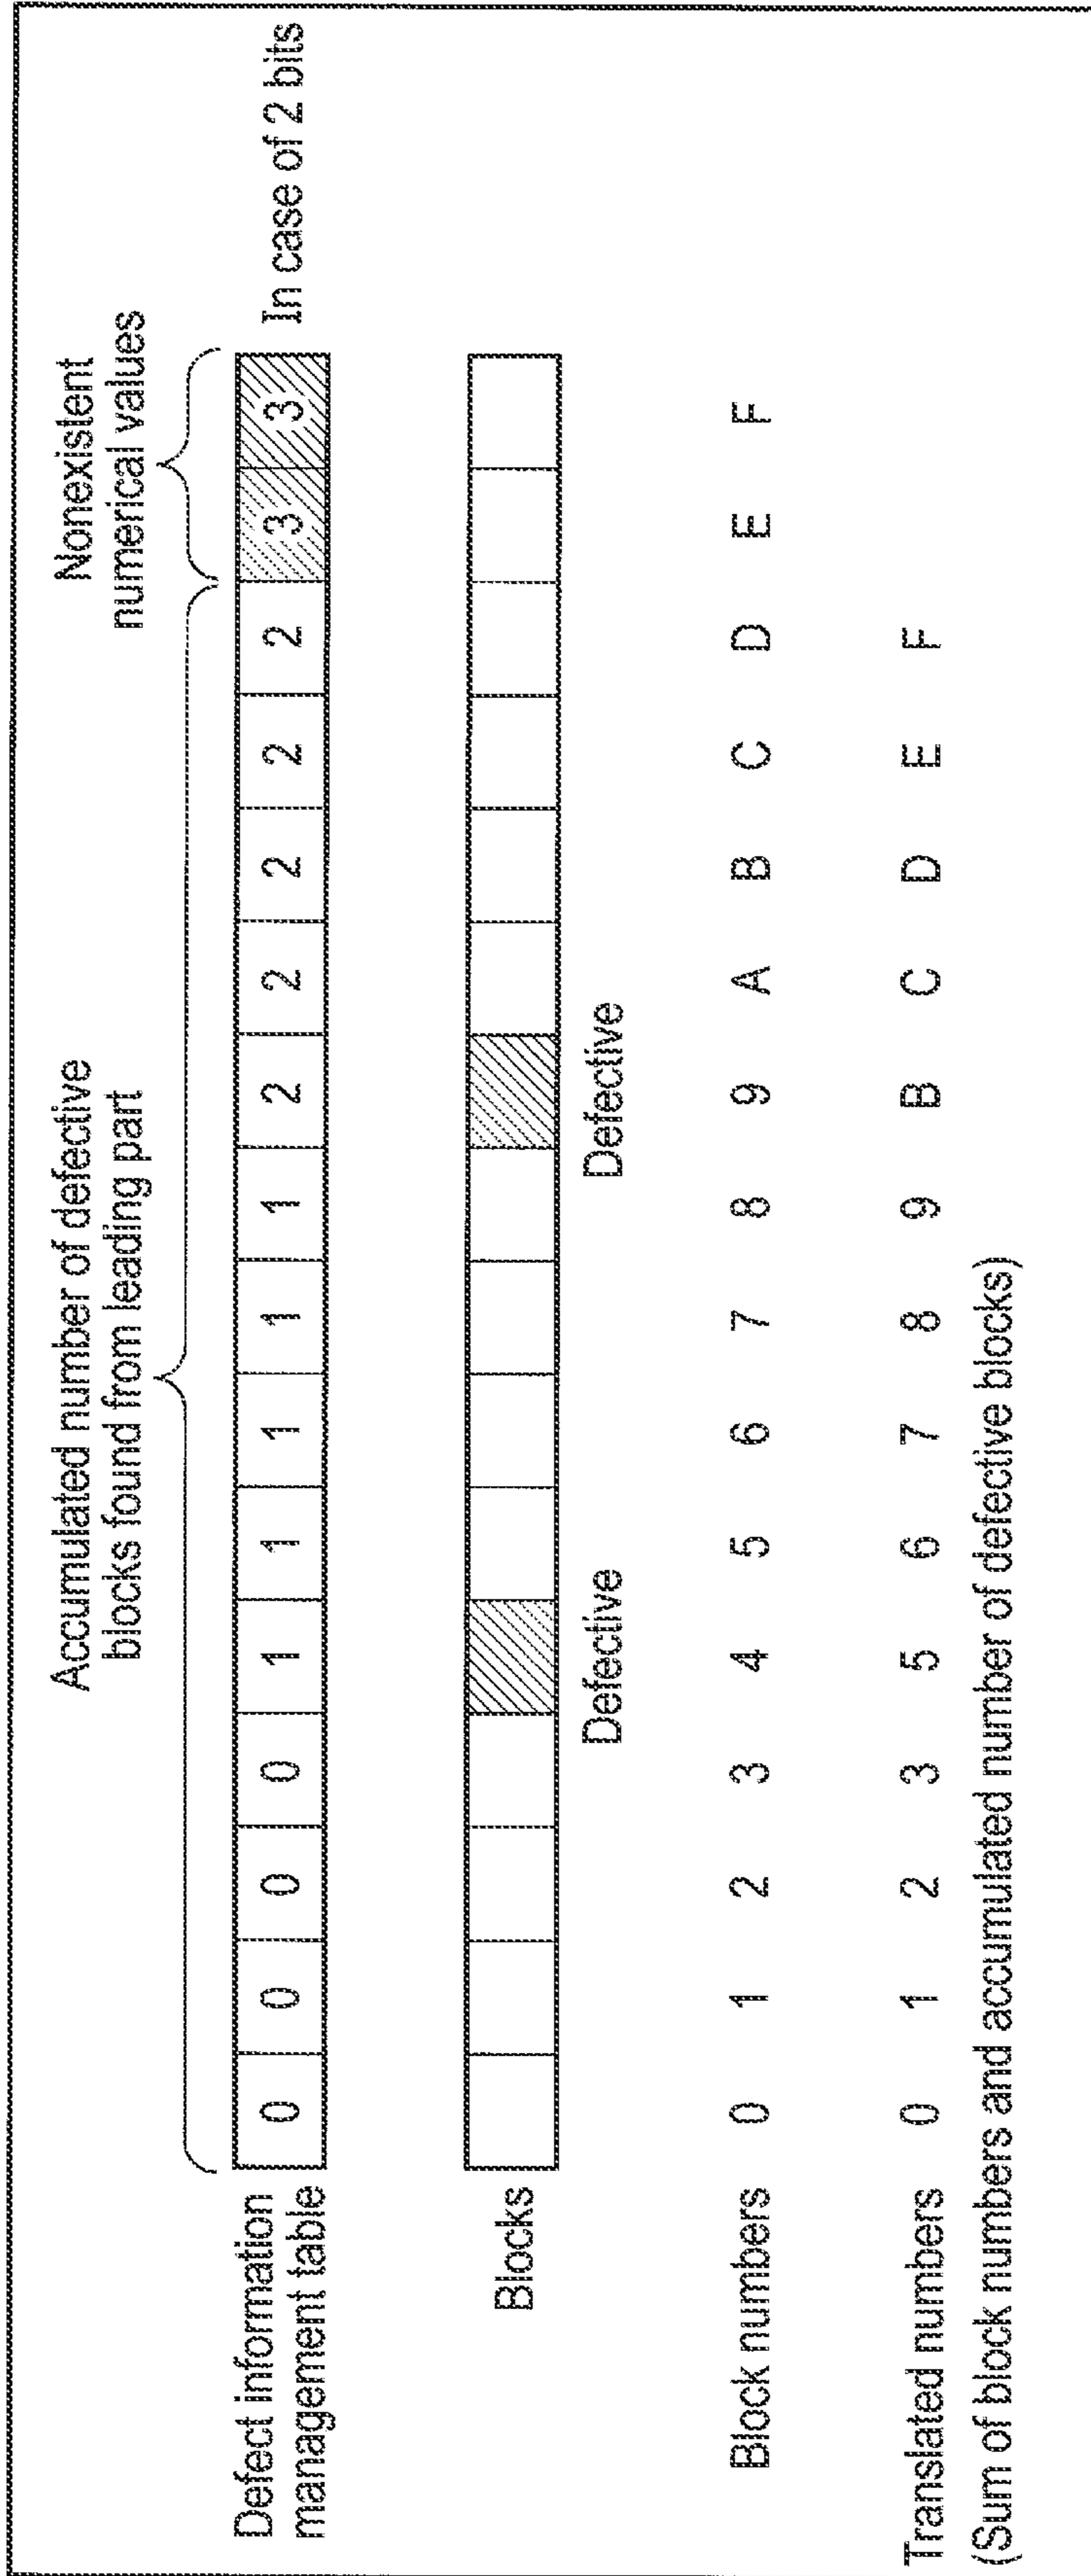 Accumulated number of defective
blocks found from leading part
Nonexistent
numerical values
Defect information
management table
0 0 0 0 1 1 1 1 1 2 2 2 2 2 3 3
In case of 2 bits
Blocks
Defective
Defective
Block numbers 0 1 2 3 4 5 6 7 8 9 A B C D E F
Translated numbers 0 1 2 3 5 6 7 8 9 B C D E F
(Sum of block numbers and accumulated number of defective blocks)